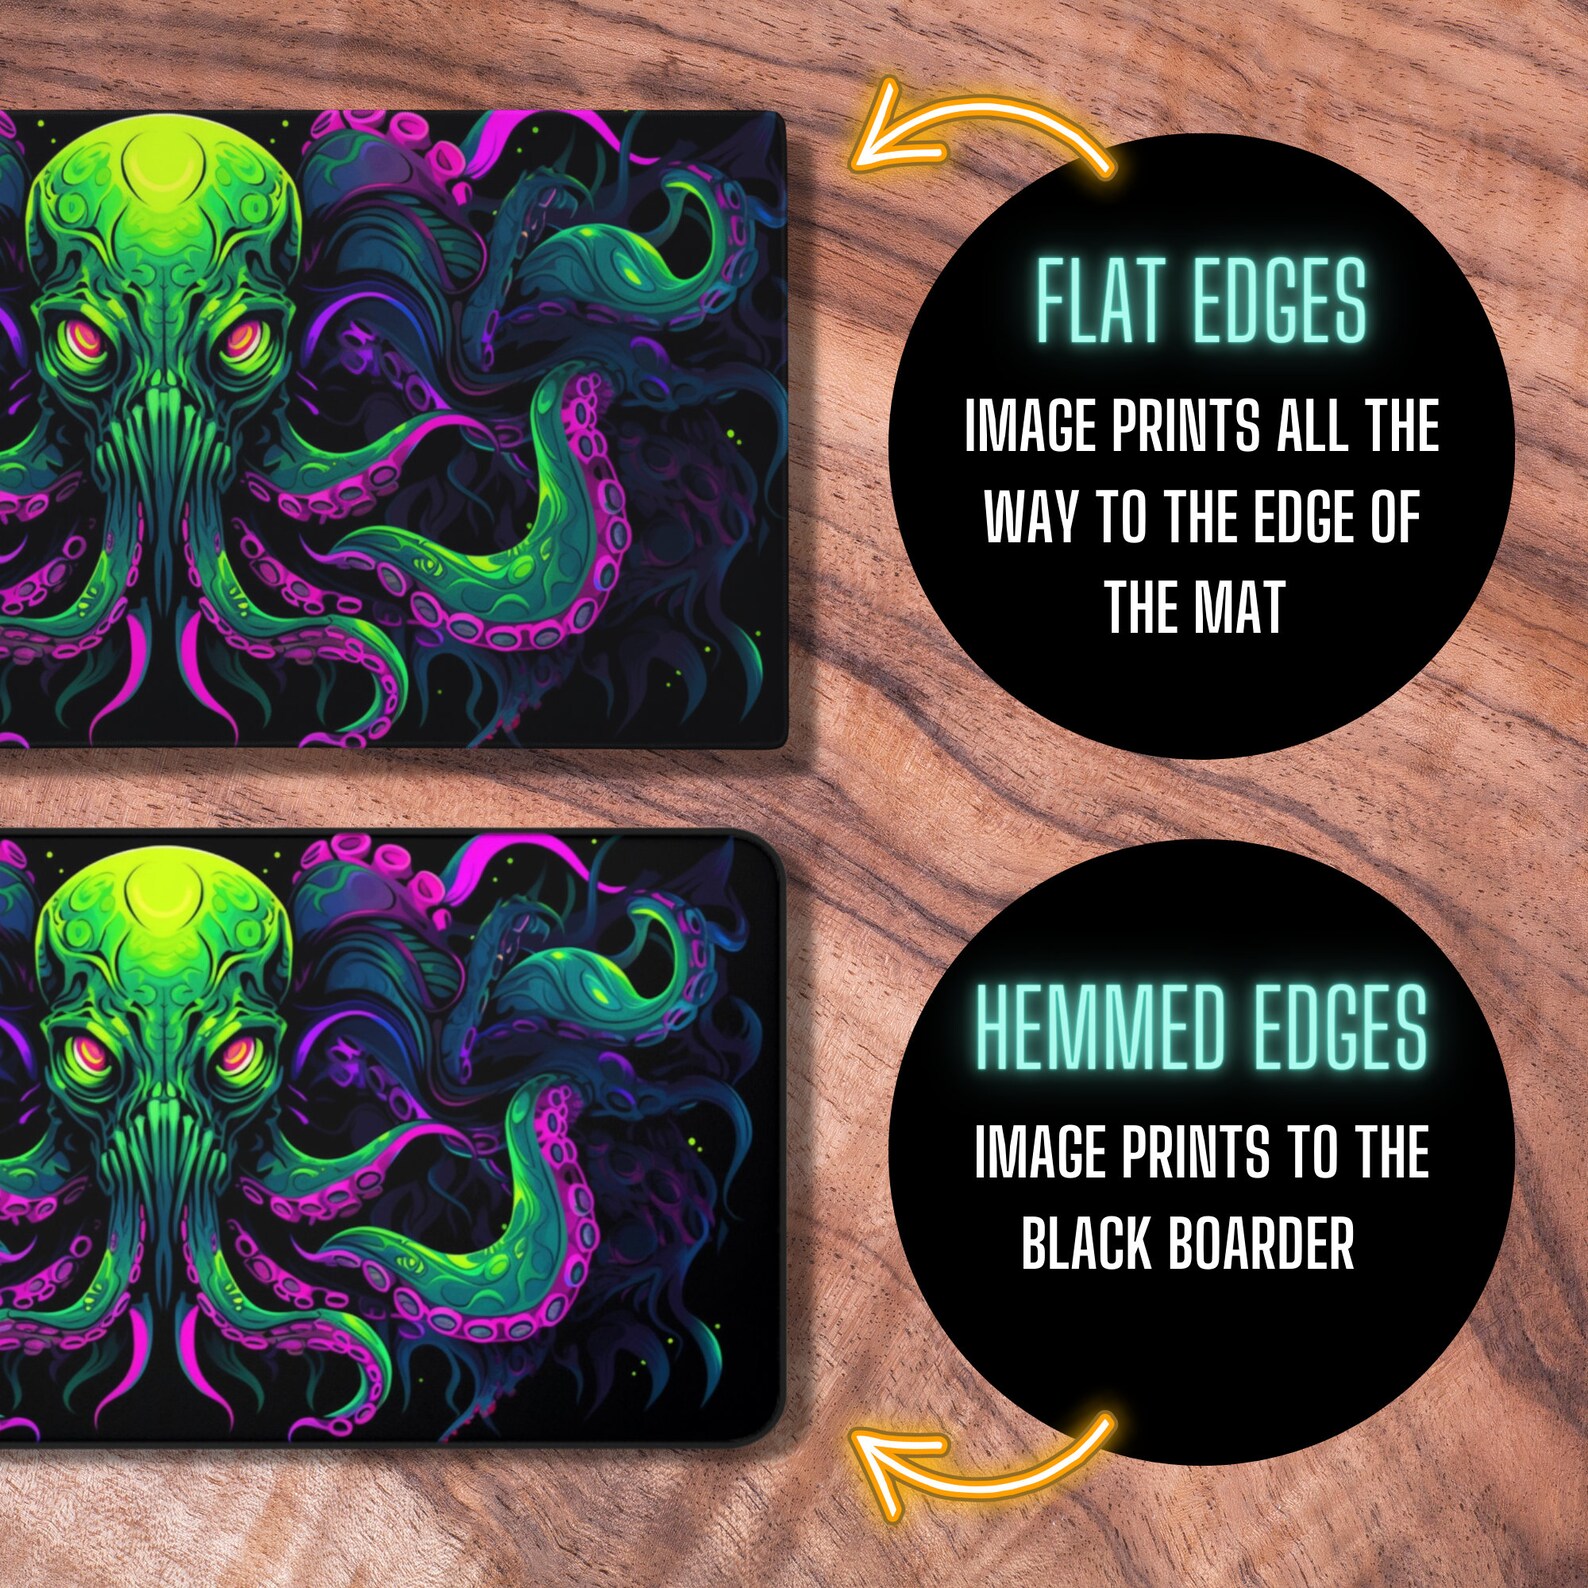 FLAT EDGES
IMAGE PRINTS ALL THE
WAY TO THE EDGE OF
THE MAT
HEMMED EDGES
IMAGE PRINTS TO THE
BLACK BOARDER